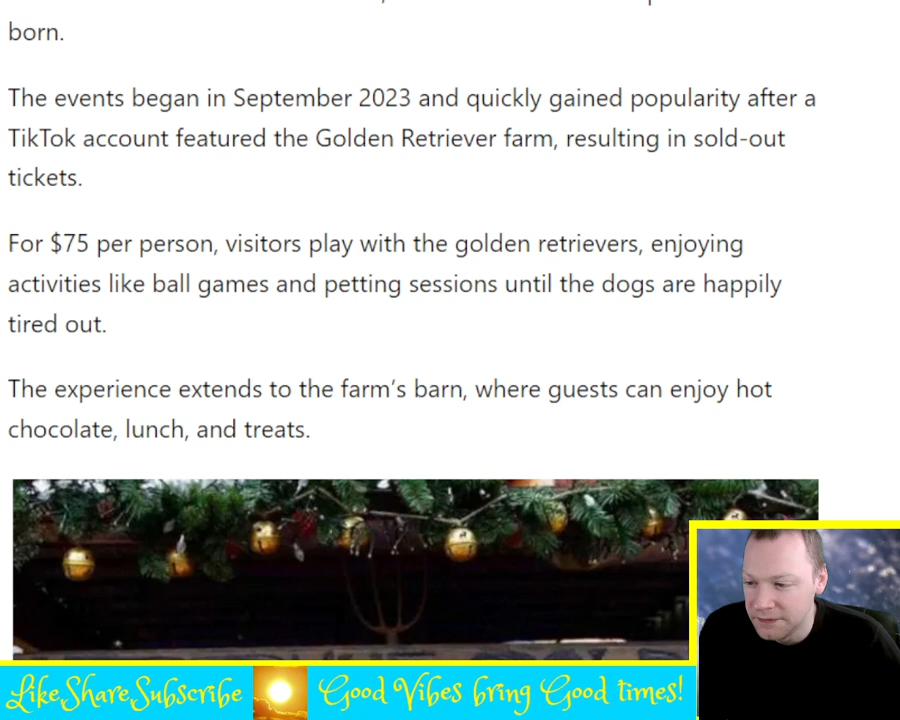 born.
The events began in September 2023 and quickly gained popularity after a
TikTok account featured the Golden Retriever farm, resulting in sold-out
tickets.
For $75 per person, visitors play with the golden retrievers, enjoying
activities like ball games and petting sessions until the dogs are happily
tired out.
The experience extends to the farm’s barn, where guests can enjoy hot
chocolate, lunch, and treats.
Like Share Subscribe
Good Vibes bring Good times!